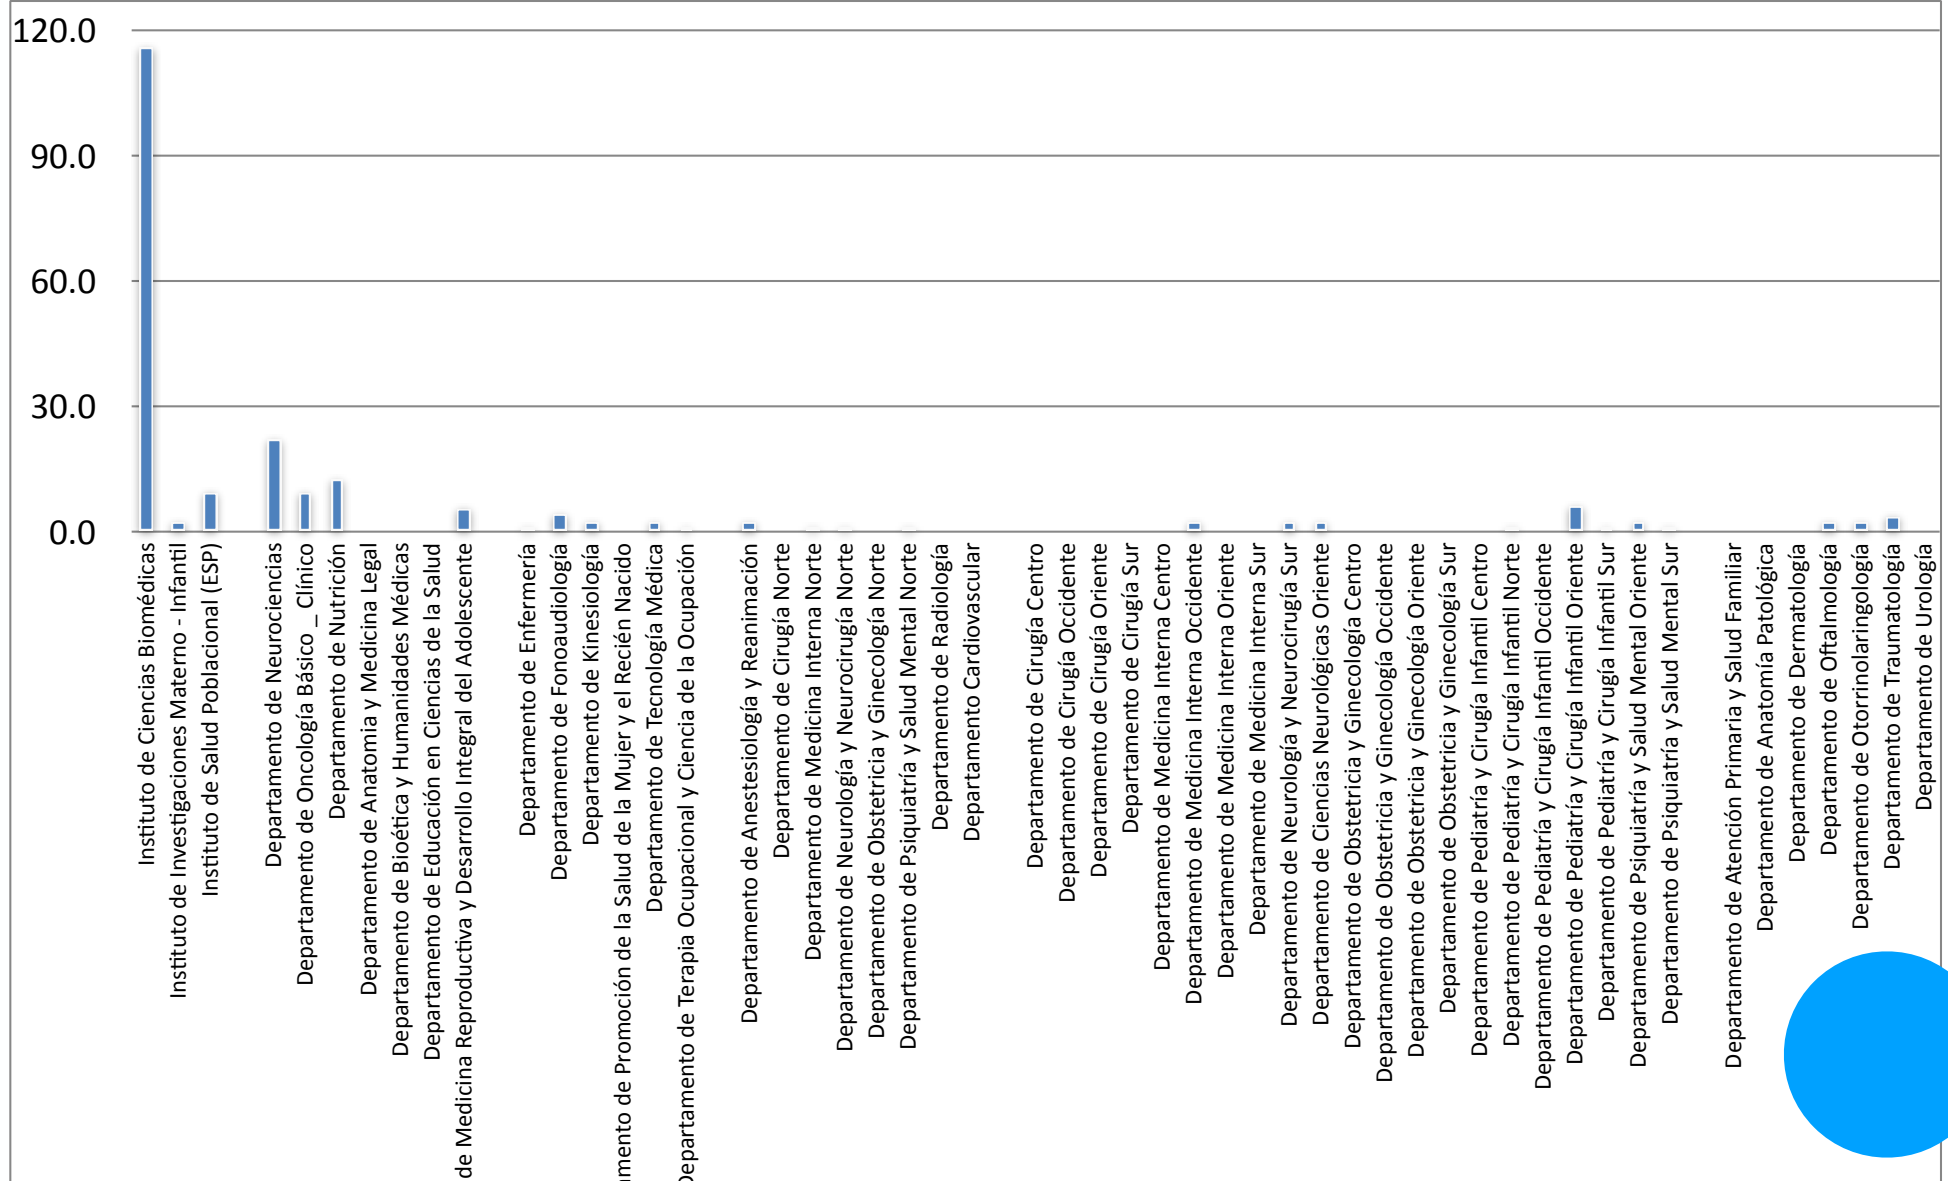 120.0
90.0
60.0
30.0
0.0
Instituto de Ciencias Biomédicas
Instituto de Investigaciones Materno - Infantil
Instituto de Salud Poblacional (ESP)
Departamento de Neurociencias
Departamento de Oncología Básico _ Clínico
Departamento de Nutrición
Departamento de Anatomia y Medicina Legal
Departamento de Bioética y Humanidades Médicas
Departamento de Educación en Ciencias de la Salud
de Medicina Reproductiva y Desarrollo Integral del Adolescente
Departamento de Enfermería
Departamento de Fonoaudiología
Departamento de Kinesiología
amento de Promoción de la Salud de la Mujer y el Recién Nacido
Departamento de Tecnología Médica
Departamento de Terapia Ocupacional y Ciencia de la Ocupación
Departamento de Anestesiología y Reanimación
Departamento de Cirugía Norte
Departamento de Medicina Interna Norte
Departamento de Neurología y Neurocirugía Norte
Departamento de Obstetricia y Ginecología Norte
Departamento de Psiquiatría y Salud Mental Norte
Departamento de Radiología
Departamento Cardiovascular
Departamento de Cirugía Centro
Departamento de Cirugía Occidente
Departamento de Cirugía Oriente
Departamento de Cirugía Sur
Departamento de Medicina Interna Centro
Departamento de Medicina Interna Occidente
Departamento de Medicina Interna Oriente
Departamento de Medicina Interna Sur
Departamento de Neurología y Neurocirugía Sur
Departamento de Ciencias Neurológicas Oriente
Departamento de Obstetricia y Ginecología Centro
Departamento de Obstetricia y Ginecología Occidente
Departamento de Obstetricia y Ginecología Oriente
Departamento de Obstetricia y Ginecología Sur
Departamento de Pediatría y Cirugía Infantil Centro
Departamento de Pediatría y Cirugía Infantil Norte
Departamento de Pediatría y Cirugía Infantil Occidente
Departamento de Pediatría y Cirugía Infantil Oriente
Departamento de Pediatría y Cirugía Infantil Sur
Departamento de Psiquiatría y Salud Mental Oriente
Departamento de Psiquiatría y Salud Mental Sur
Departamento de Atención Primaria y Salud Familiar
Departamento de Anatomía Patológica
Departamento de Dermatología
Departamento de Oftalmología
Departamento de Otorrinolaringología
Departamento de Traumatología
Departamento de Urología